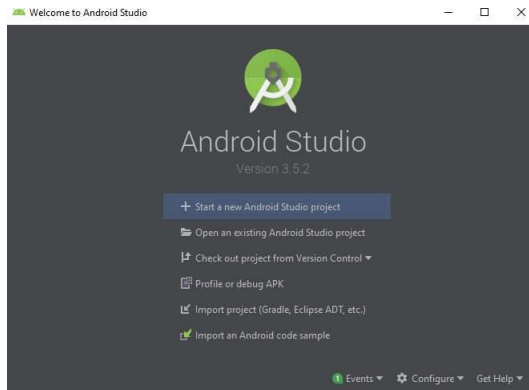 Welcome to Android Studio
Android Studio
Version 3.5.2
Start a new Android Studio project
Open an existing Android Studio project
Check out project from Version Control
Profile or debug APK
Import project (Gradle, Eclipse ADT, etc.)
Import an Android code sample
1 Events Configure Get Help